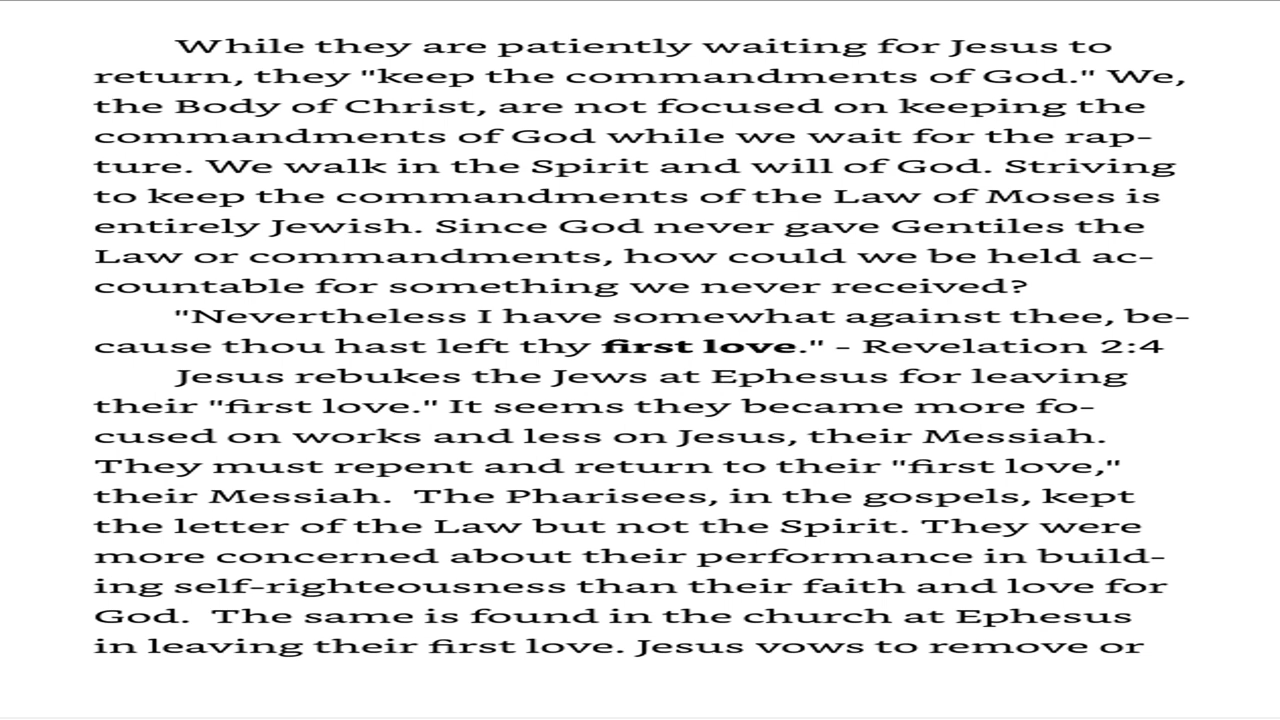 While they are patiently waiting for Jesus to
return, they "keep the commandments of God." We,
the Body of Christ, are not focused on keeping the
commandments of God while we wait for the rap-
ture. We walk in the Spirit and will of God. Striving
to keep the commandments of the Law of Moses is
entirely Jewish. Since God never gave Gentiles the
Law or commandments, how could we be held ac-
countable for something we never received?
"Nevertheless I have somewhat against thee, be-
cause thou hast left thy first love." - Revelation 2:4
Jesus rebukes the Jews at Ephesus for leaving
their "first love." It seems they became more fo-
cused on works and less on Jesus, their Messiah.
They must repent and return to their "first love,"
their Messiah.  The Pharisees, in the gospels, kept
the letter of the Law but not the Spirit. They were
more concerned about their performance in build-
ing self-righteousness than their faith and love for
God.  The same is found in the church at Ephesus
in leaving their first love. Jesus vows to remove or